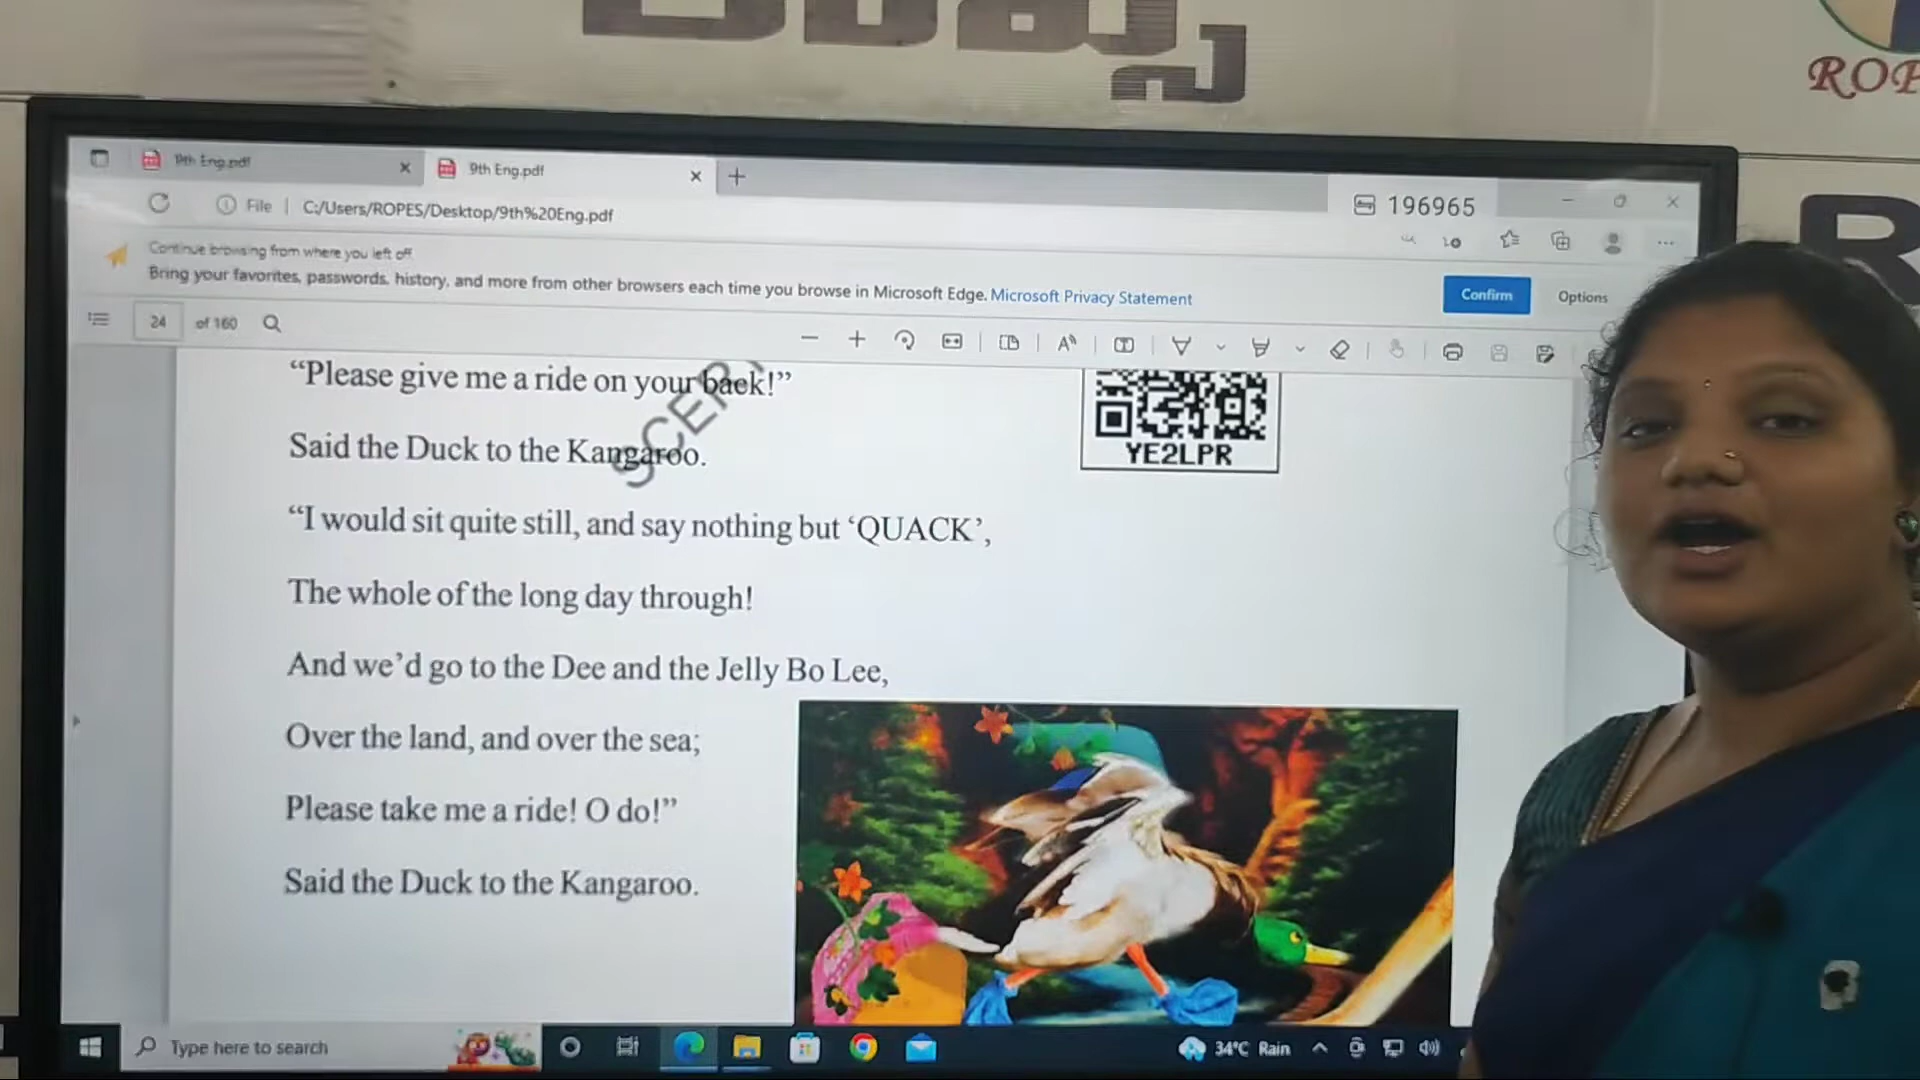 ROP
9th Eng.pdf
9th Eng.pdf
196965
File
C:/Users/ROPES/Desktop/9th%20Eng.pdf
Continue browsing from where you left off
Bring your favorites, passwords, history, and more from other browsers each time you browse in Microsoft Edge. Microsoft Privacy Statement
Confirm
Options
24 of 160
“Please give me a ride on your back!”
SCER
YE2LPR
Said the Duck to the Kangaroo.
“I would sit quite still, and say nothing but ‘QUACK’,
The whole of the long day through!
And we’d go to the Dee and the Jelly Bo Lee,
Over the land, and over the sea;
Please take me a ride! O do!”
Said the Duck to the Kangaroo.
Type here to search
34°C Rain
R